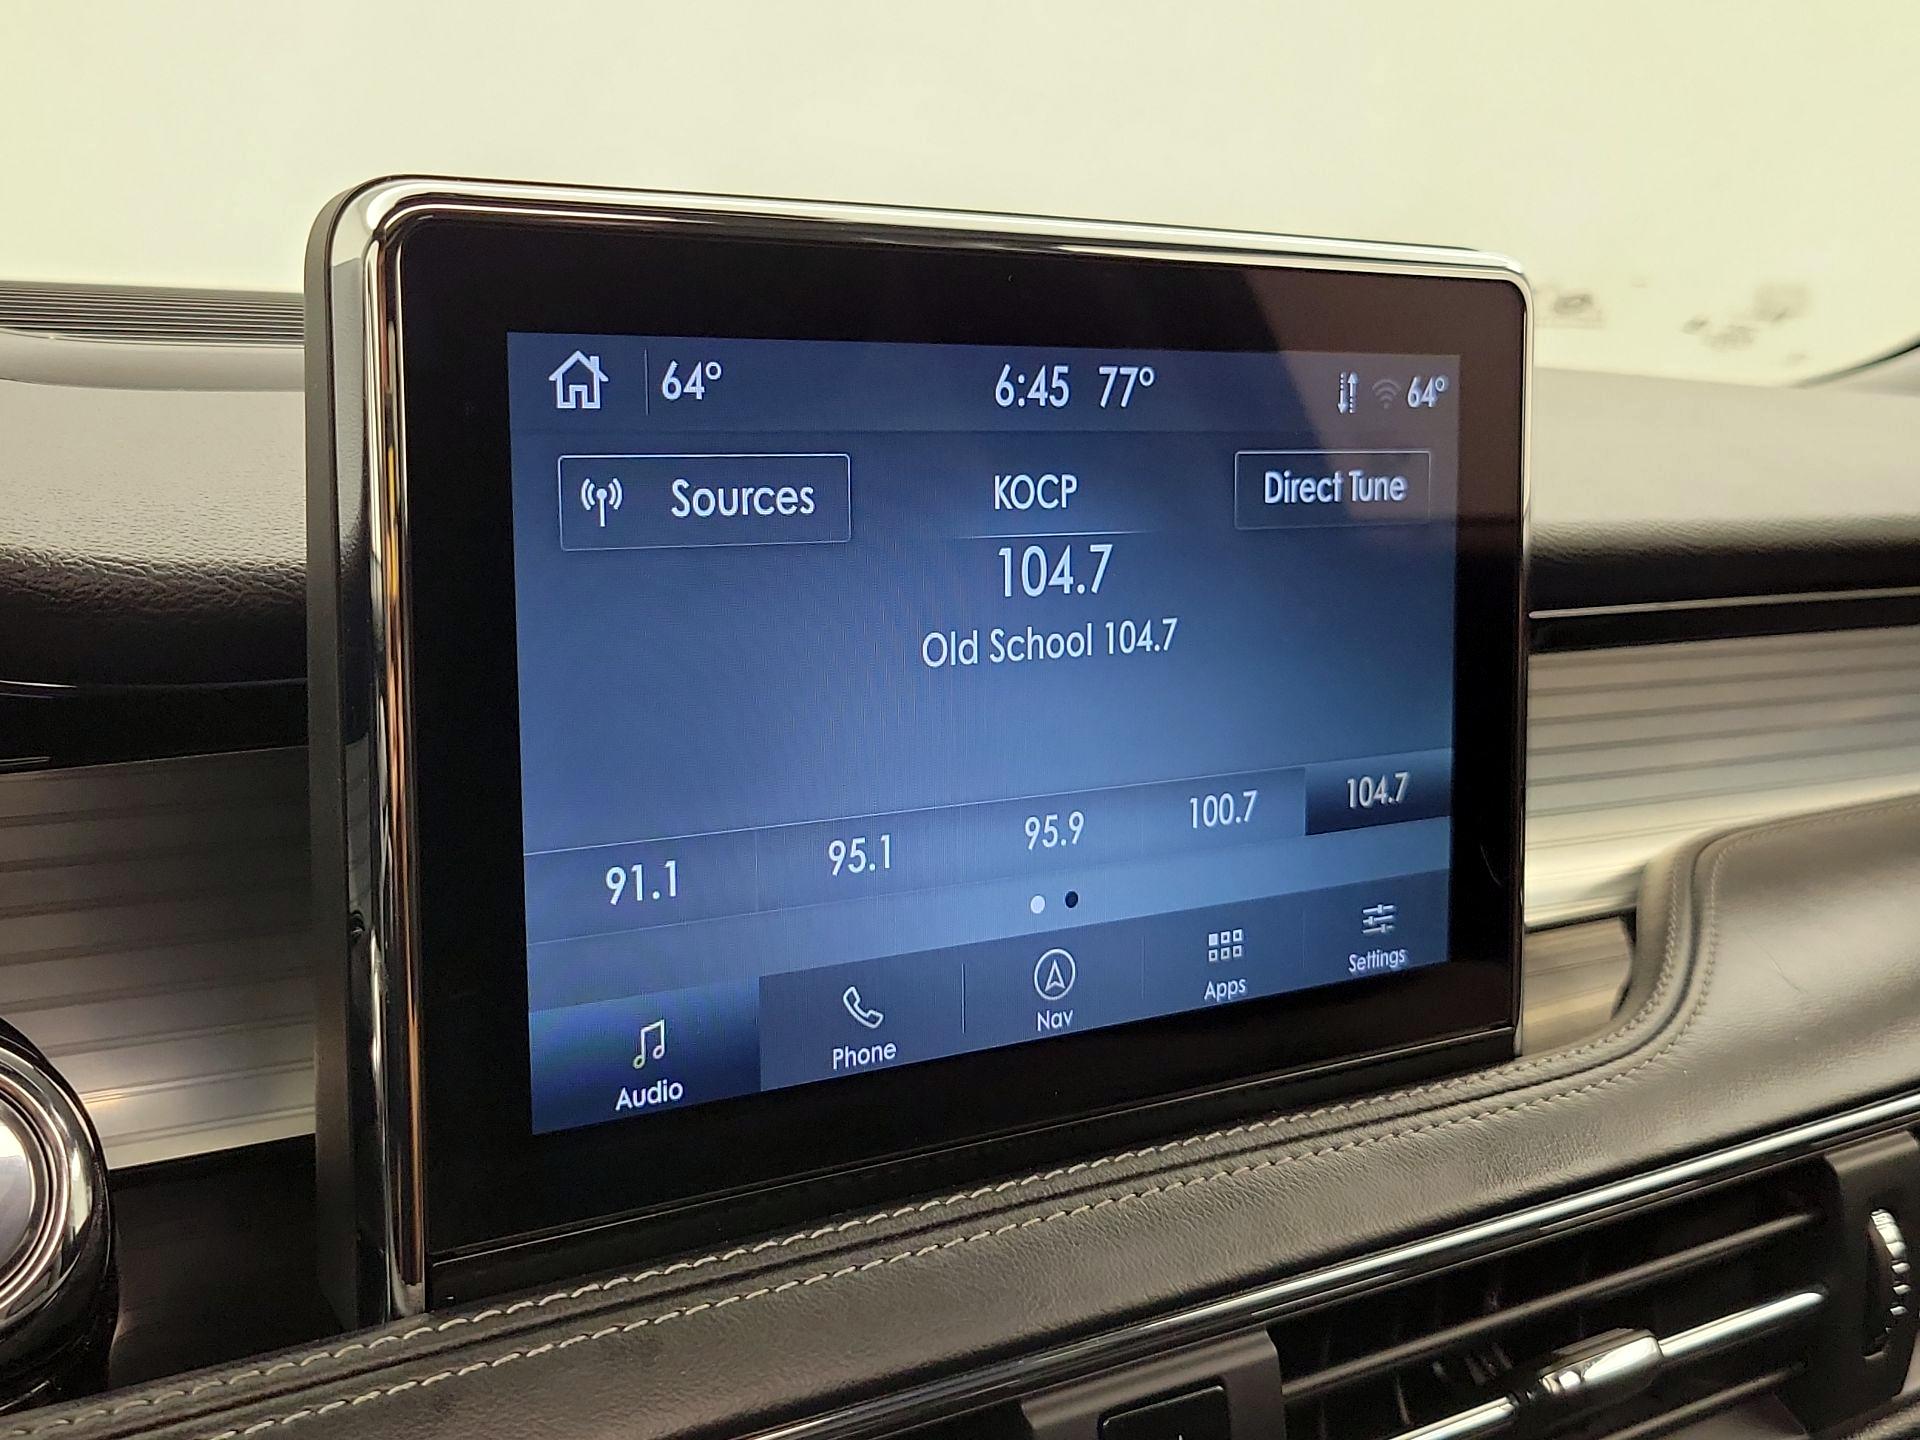 64° 6:45 77° 64°
Sources KOCP Direct Tune
104.7
Old School 104.7
91.1 95.1 95.9 100.7 104.7
Audio Phone Nav Apps Settings